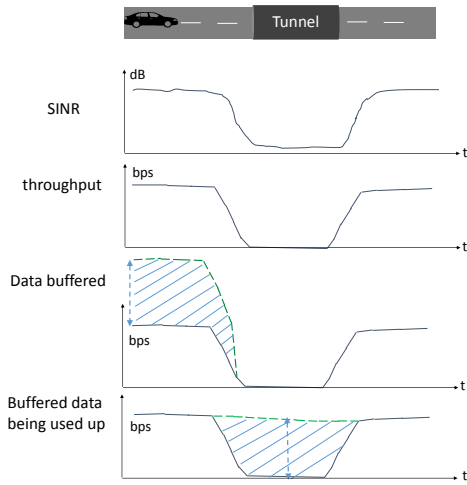 Tunnel
dB
SINR
t
throughput
bps
t
Data buffered
bps
t
Buffered data
being used up
bps
t